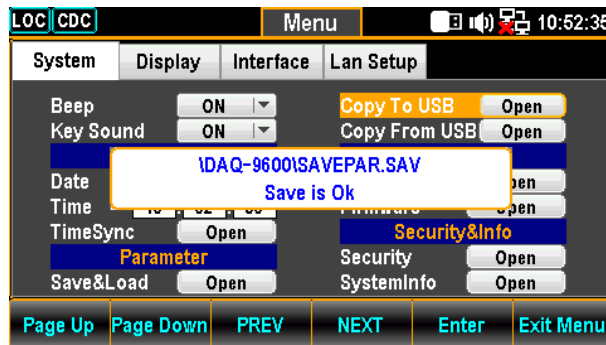 LOC CDC Menu 10:52:35
System Display Interface Lan Setup
Beep ON Copy To USB Open
Key Sound ON Copy From USB Open
\DAQ-9600\SAVEPAR.SAV
Save is Ok
Date
Time
TimeSync Open Security&Info
Parameter Security Open
Save&Load Open SystemInfo Open
Page Up Page Down PREV NEXT Enter Exit Menu